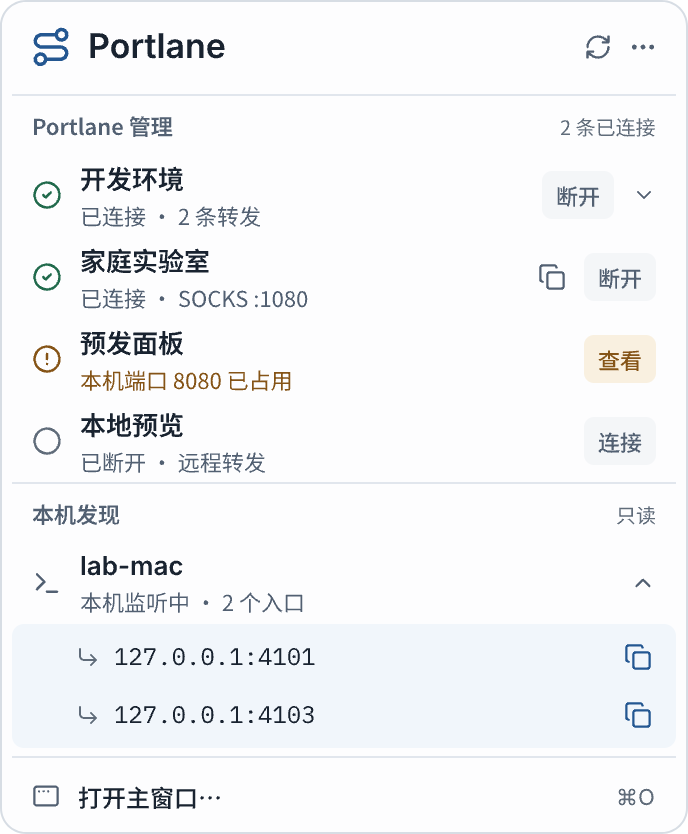 Portlane
Portlane 管理
2 条已连接
开发环境
已连接 • 2 条转发
断开
家庭实验室
已连接 • SOCKS :1080
断开
预发面板
本机端口 8080 已占用
查看
本地预览
已断开 • 远程转发
连接
本机发现
只读
lab-mac
本机监听中 • 2 个入口
127.0.0.1:4101
127.0.0.1:4103
打开主窗口…
⌘O